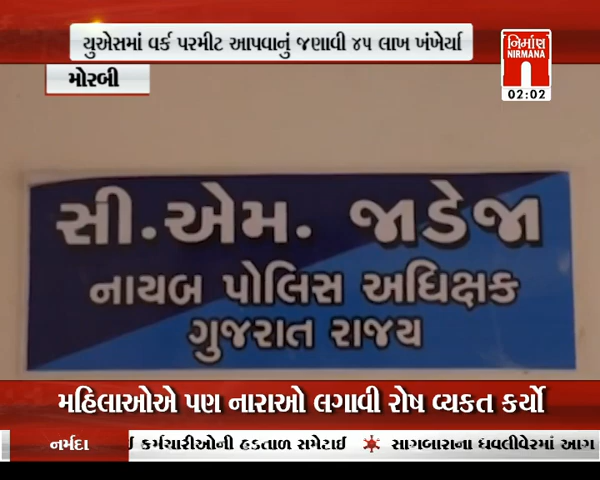 યુએસમાં વર્ક પરમીટ આપવાનું જણાવી ૪૫ લાખ ખંખેર્યા
મોરબી
નિર્માણ
NIRMANA
02:02
સી.એમ. જાડેજા
નાયબ પોલિસ અધિક્ષક
ગુજરાત રાજ્ય
મહિલાઓએ પણ નારાઓ લગાવી રોષ વ્યકત કર્યો
નર્મદા
ઈ કર્મચારીઓની હડતાળ સમેટાઈ
સાગબારાના ધવલીવેરમાં આગ